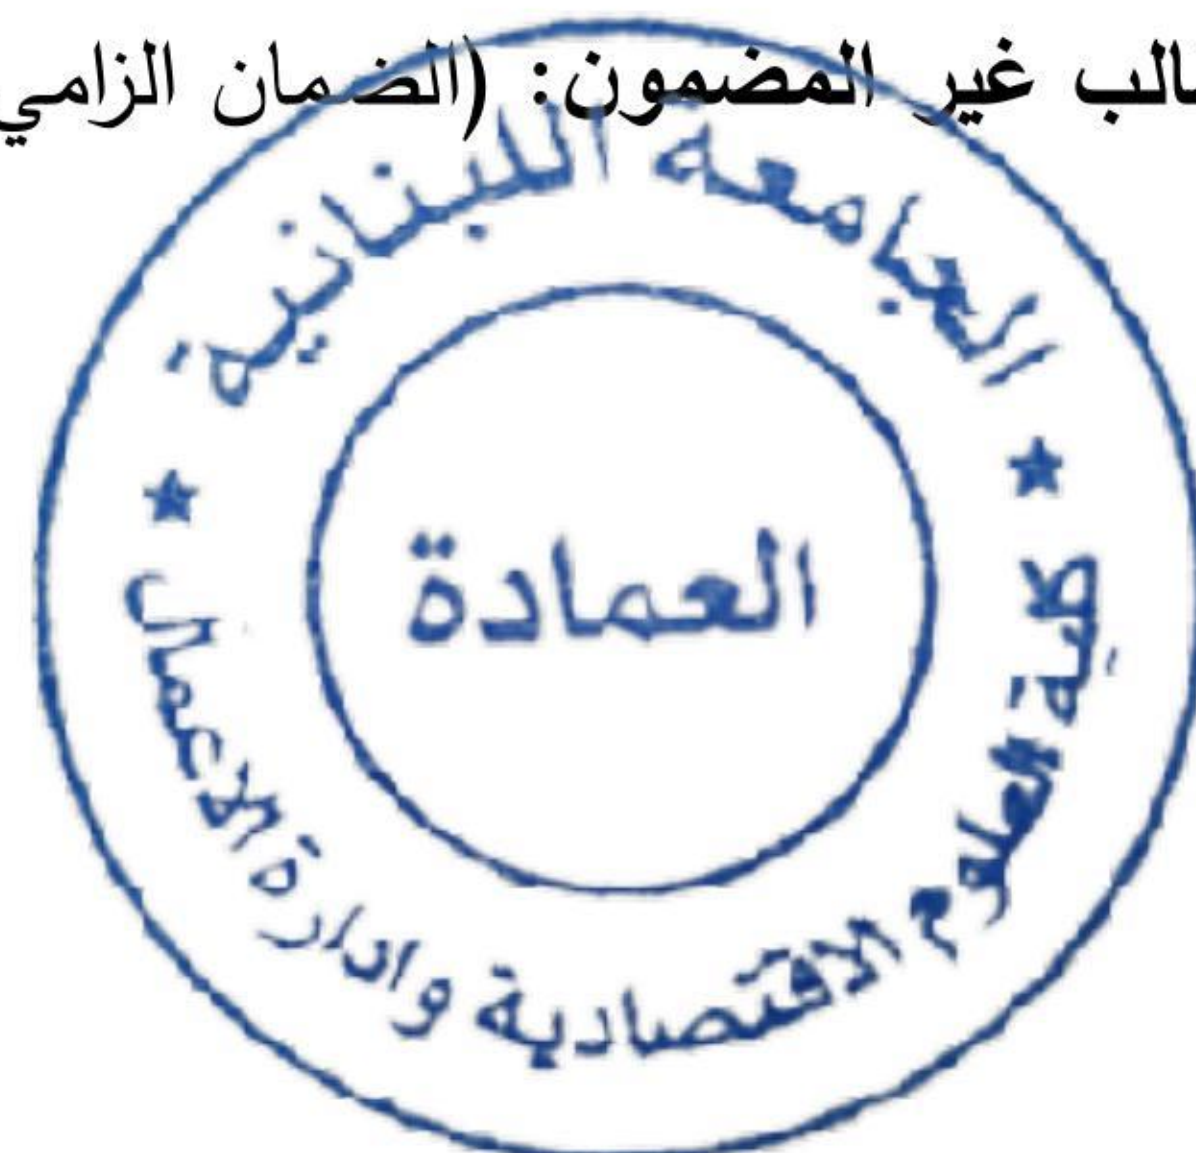 الب غير المضمون: (الضمان الزامي
الجامعة اللبنانية
العمادة
كلية العلوم الاقتصادية وادارة الاعمال